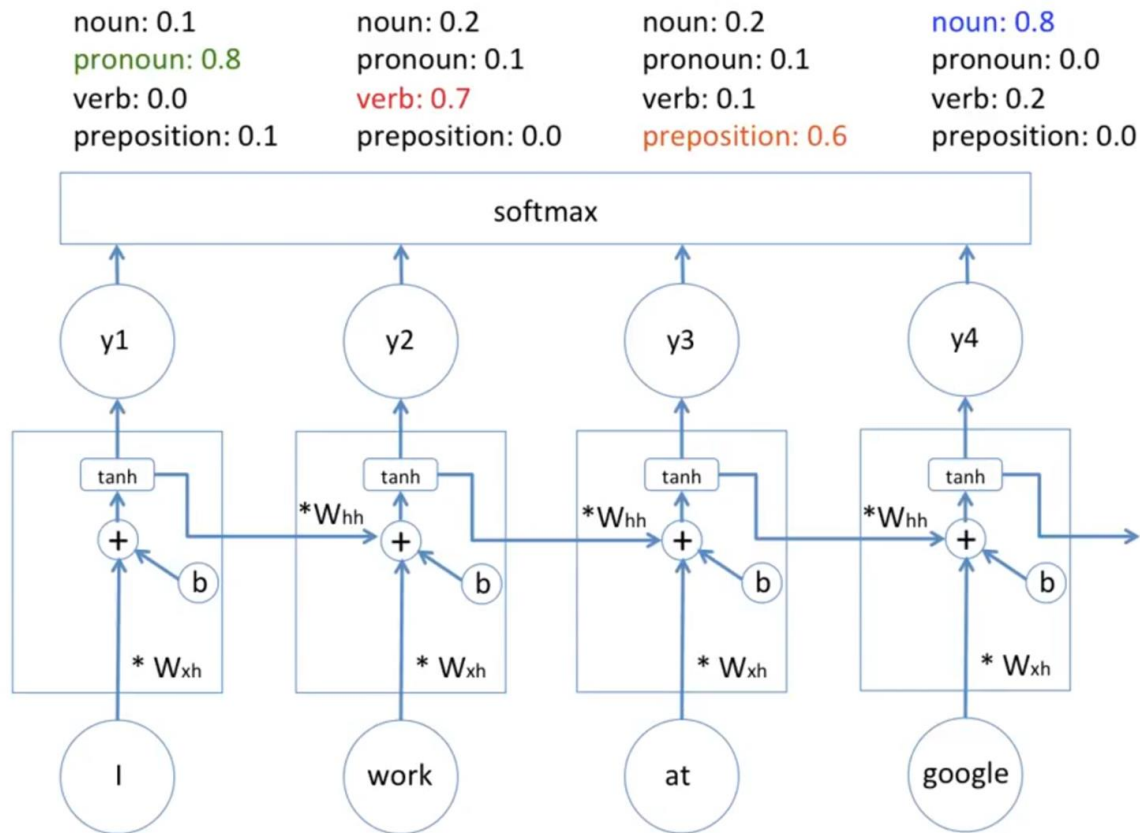 noun: 0.1
pronoun: 0.8
verb: 0.0
preposition: 0.1
noun: 0.2
pronoun: 0.1
verb: 0.7
preposition: 0.0
noun: 0.2
pronoun: 0.1
verb: 0.1
preposition: 0.6
noun: 0.8
pronoun: 0.0
verb: 0.2
preposition: 0.0
softmax
y1
y2
y3
y4
tanh
tanh
tanh
tanh
*Whh
*Whh
*Whh
+
+
+
+
b
b
b
b
* Wxh
* Wxh
* Wxh
* Wxh
I
work
at
google